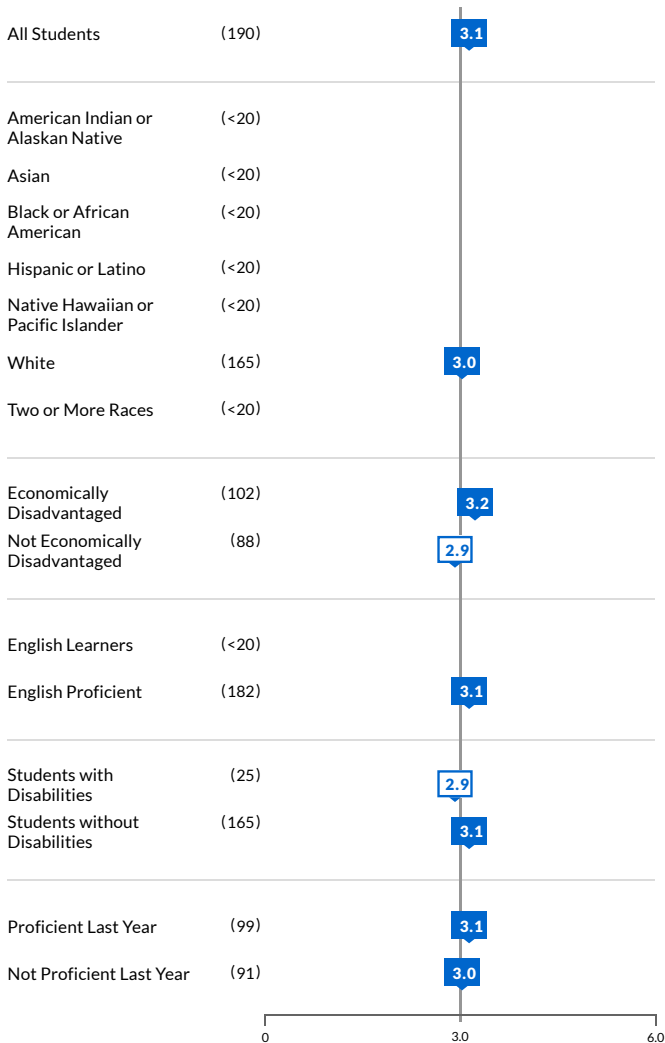 All Students (190) 3.1
American Indian or (<20)
Alaskan Native
Asian (<20)
Black or African (<20)
American
Hispanic or Latino (<20)
Native Hawaiian or (<20)
Pacific Islander
White (165) 3.0
Two or More Races (<20)
Economically (102) 3.2
Disadvantaged
Not Economically (88) 2.9
Disadvantaged
English Learners (<20)
English Proficient (182) 3.1
Students with (25) 2.9
Disabilities
Students without (165) 3.1
Disabilities
Proficient Last Year (99) 3.1
Not Proficient Last Year (91) 3.0
0 3.0 6.0